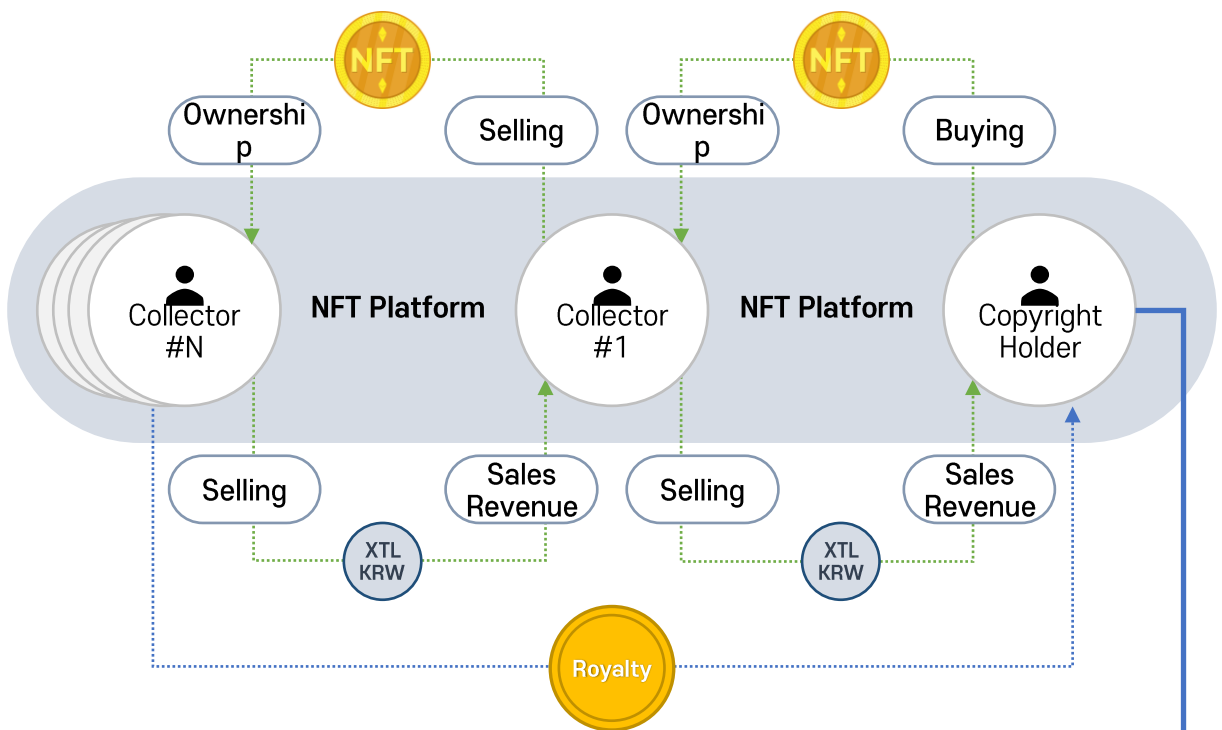 NFT
NFT
Ownershi
p
Selling
Ownershi
p
Buying
Collector
#N
NFT Platform
Collector
#1
NFT Platform
Copyright
Holder
Selling
Sales
Revenue
Selling
Sales
Revenue
XTL
KRW
XTL
KRW
Royalty